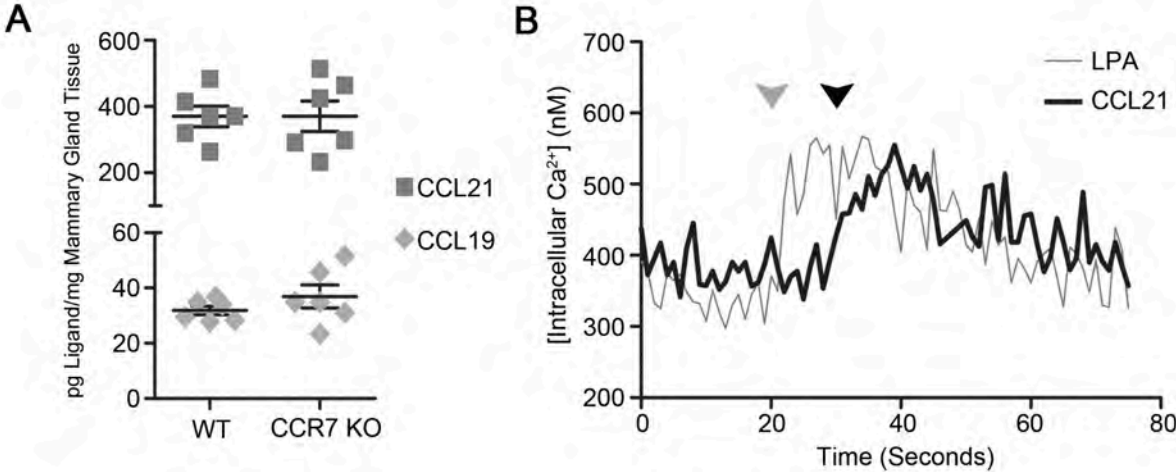 A
pg Ligand/mg Mammary Gland Tissue
600
400
200
60
40
20
0
WT
CCR7 KO
CCL21
CCL19
B
[Intracellular Ca²⁺] (nM)
700
600
500
400
300
200
0
20
40
60
80
Time (Seconds)
LPA
CCL21